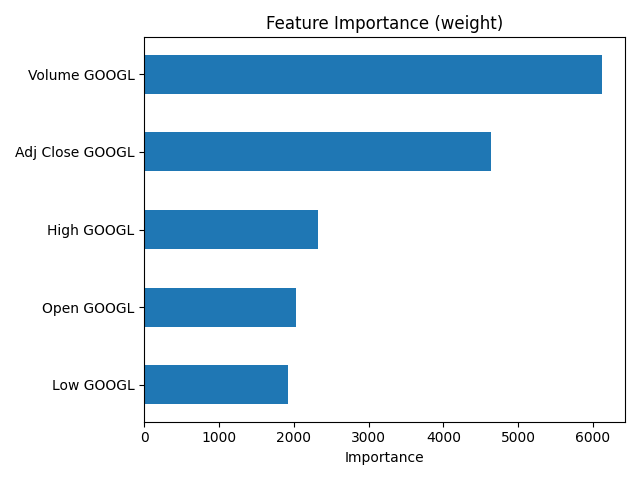 Feature Importance (weight)
Volume GOOGL
Adj Close GOOGL
High GOOGL
Open GOOGL
Low GOOGL
0 1000 2000 3000 4000 5000 6000
Importance